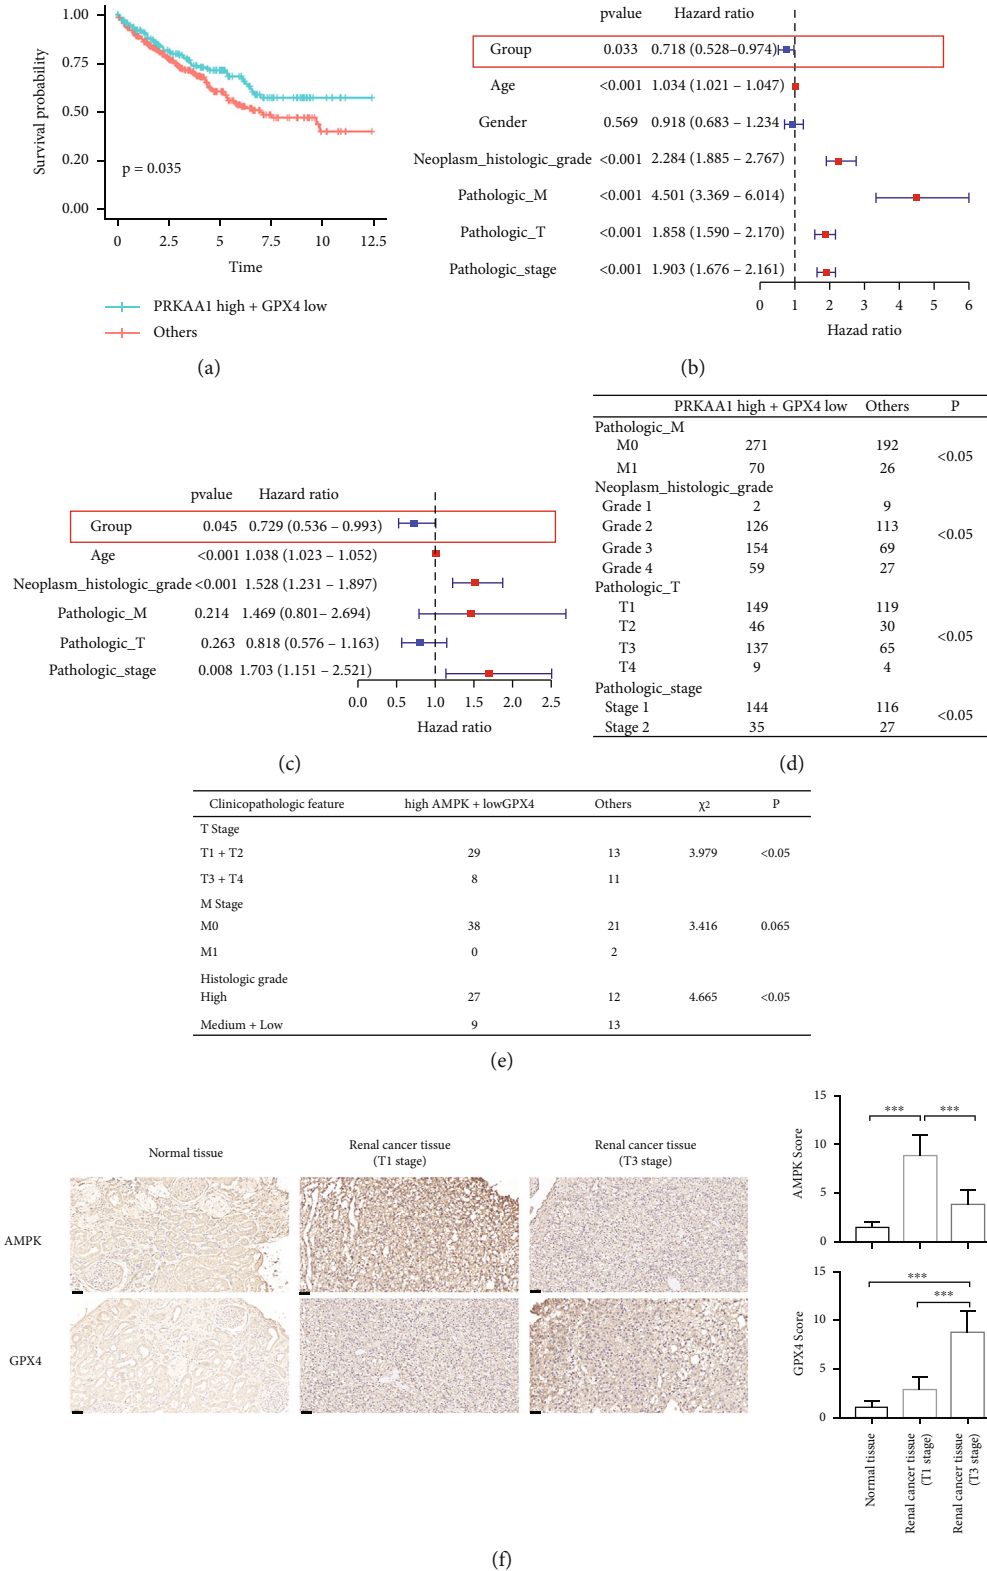 1.00
0.75
0.50
0.20
0.00
Survival probability
p = 0.035
0 2.5 5 7.5 10 12.5
Time
PRKAA1 high + GPX4 low
Others
(a)
pvalue Hazard ratio
Group 0.033 0.718 (0.528–0.974)
Age <0.001 1.034 (1.021 – 1.047)
Gender 0.569 0.918 (0.683 – 1.234
Neoplasm_histologic_grade <0.001 2.284 (1.885 – 2.767)
Pathologic_M <0.001 4.501 (3.369 – 6.014)
Pathologic_T <0.001 1.858 (1.590 – 2.170)
Pathologic_stage <0.001 1.903 (1.676 – 2.161)
0 1 2 3 4 5 6
Hazad ratio
(b)
pvalue Hazard ratio
Group 0.045 0.729 (0.536 – 0.993)
Age <0.001 1.038 (1.023 – 1.052)
Neoplasm_histologic_grade <0.001 1.528 (1.231 – 1.897)
Pathologic_M 0.214 1.469 (0.801– 2.694)
Pathologic_T 0.263 0.818 (0.576 – 1.163)
Pathologic_stage 0.008 1.703 (1.151 – 2.521)
0.0 0.5 1.0 1.5 2.0 2.5
Hazad ratio
(c)
PRKAA1 high + GPX4 low Others P
Pathologic_M
M0 271 192
<0.05
M1 70 26
Neoplasm_histologic_grade
Grade 1 2 9
Grade 2 126 113
<0.05
Grade 3 154 69
Grade 4 59 27
Pathologic_T
T1 149 119
T2 46 30
<0.05
T3 137 65
T4 9 4
Pathologic_stage
Stage 1 144 116
<0.05
Stage 2 35 27
(d)
Clinicopathologic feature high AMPK + lowGPX4 Others χ2 P
T Stage
T1 + T2 29 13 3.979 <0.05
T3 + T4 8 11
M Stage
M0 38 21 3.416 0.065
M1 0 2
Histologic grade
High 27 12 4.665 <0.05
Medium + Low 9 13
(e)
Normal tissue
Renal cancer tissue
(T1 stage)
Renal cancer tissue
(T3 stage)
AMPK
GPX4
15
10
5
0
AMPK Score
*** ***
15
10
5
0
GPX4 Score
***
***
Normal tissue
Renal cancer tissue
(T1 stage)
Renal cancer tissue
(T3 stage)
(f)